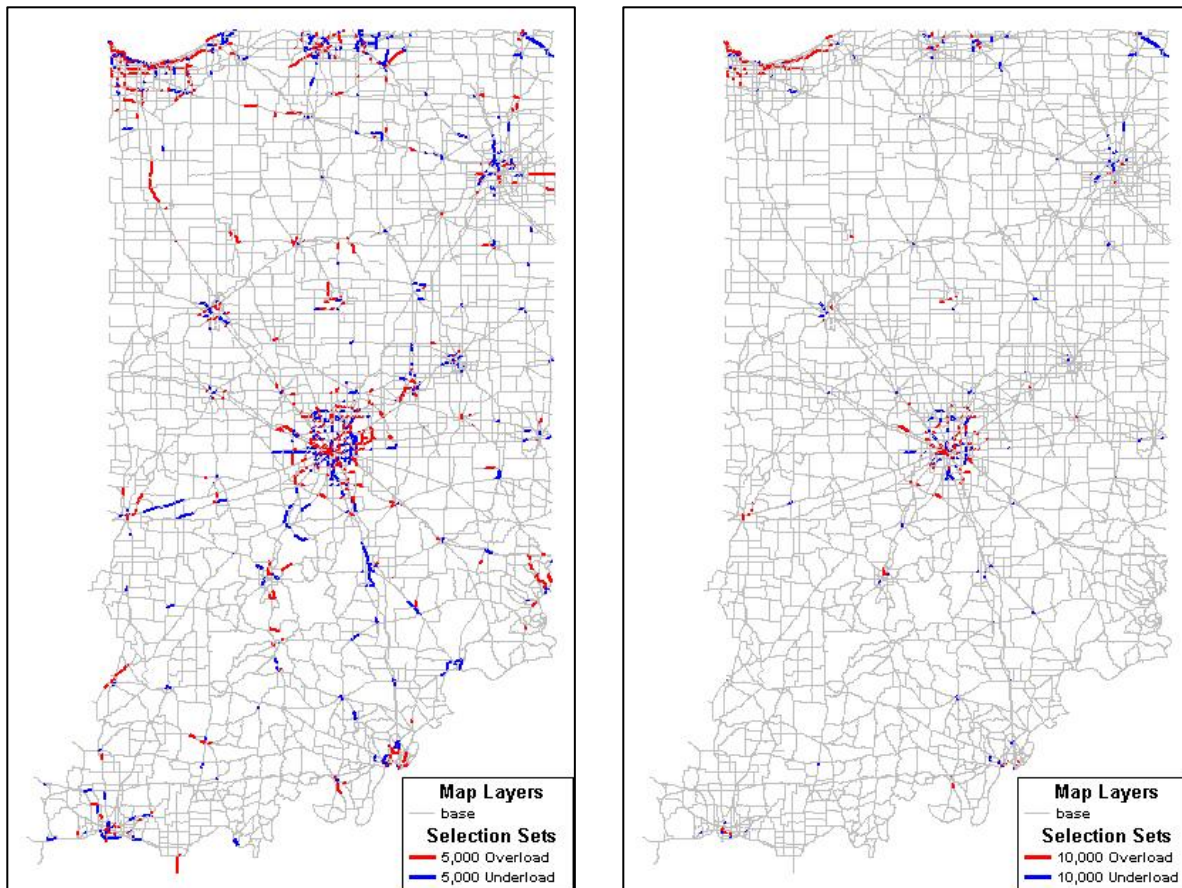 Map Layers
base
Selection Sets
5,000 Overload
5,000 Underload
Map Layers
base
Selection Sets
10,000 Overload
10,000 Underload